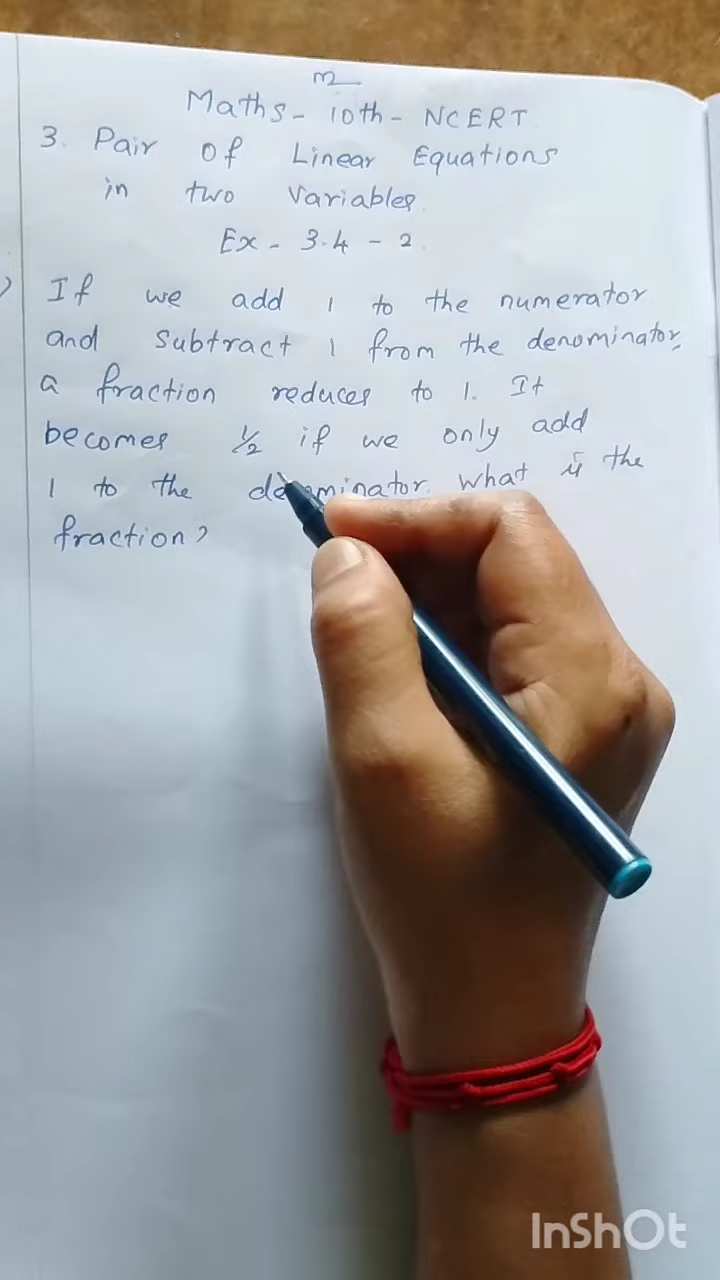 m
Maths - 10th - NCERT
3. Pair of Linear Equations
in two Variables.
Ex - 3.4 - 2.
) If we add 1 to the numerator
and subtract 1 from the denominator,
a fraction reduces to 1. It
becomes 1/2 if we only add
1 to the denominator. what is the
fraction?
InShOt